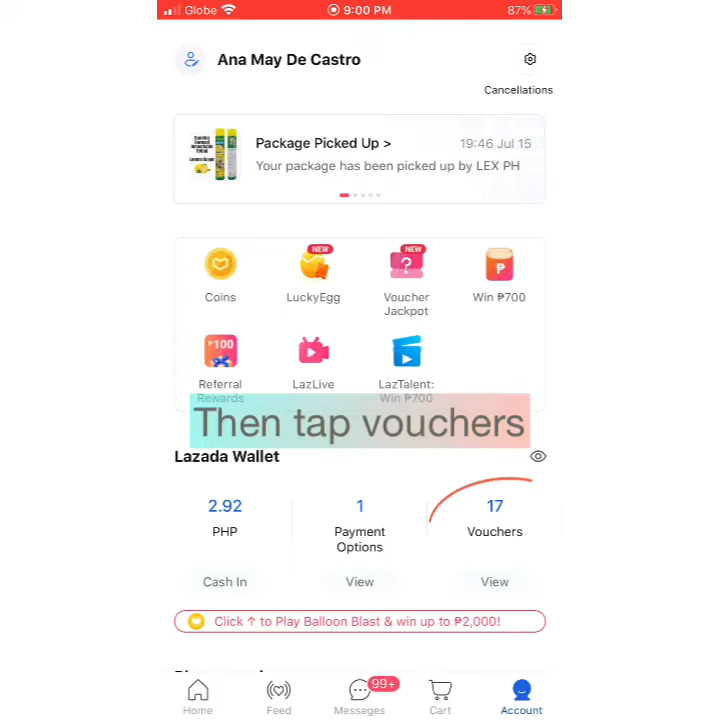 Globe 9:00 PM 87%
Ana May De Castro
Cancellations
Package Picked Up > 19:46 Jul 15
Your package has been picked up by LEX PH
NEW NEW
Coins LuckyEgg Voucher Jackpot Win ₱700
₱100
Referral Rewards LazLive LazTalent: Win ₱700
Then tap vouchers
Lazada Wallet
2.92 1 17
PHP Payment Options Vouchers
Cash In View View
Click ↑ to Play Balloon Blast & win up to ₱2,000!
99+
Home Feed Messages Cart Account